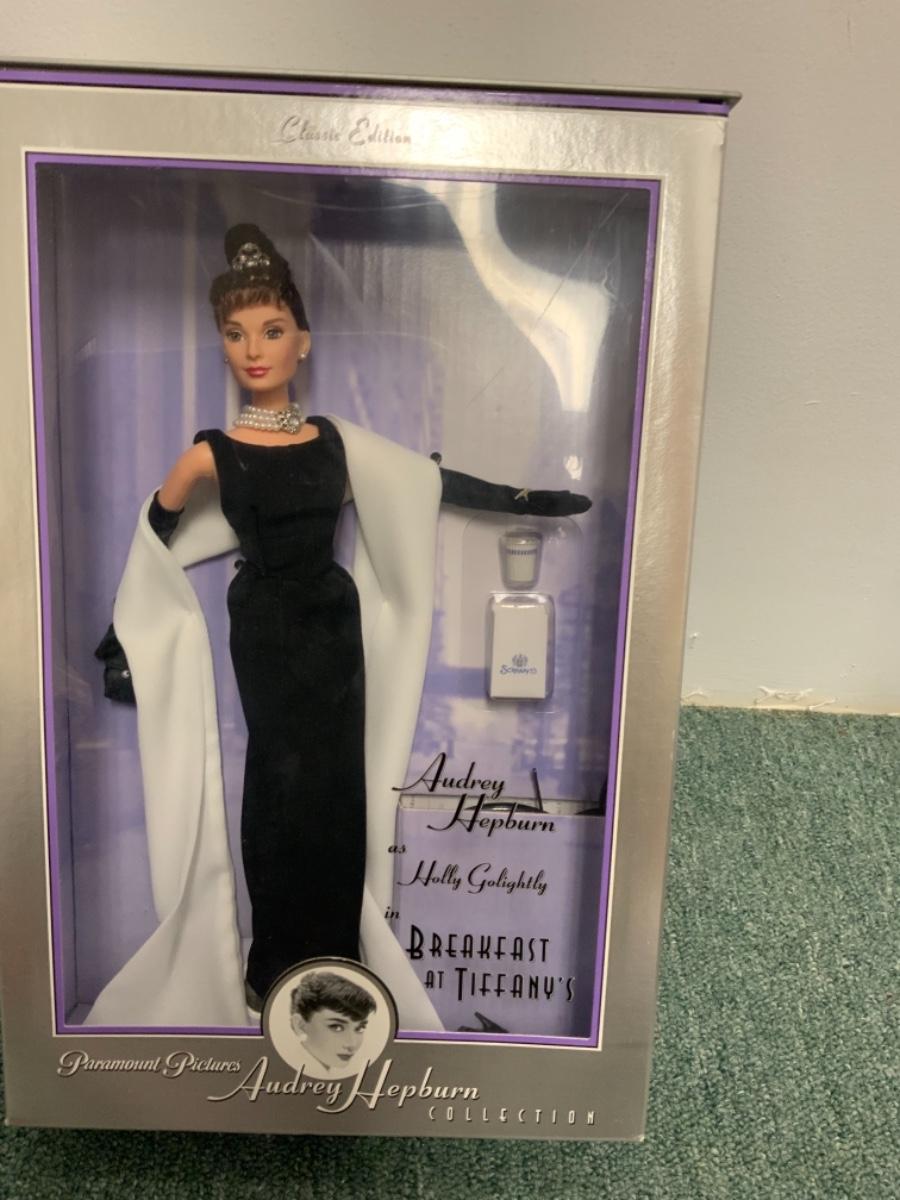 Classic Edition
Audrey
Hepburn
as
Holly Golightly
in
BREAKFAST
AT TIFFANY'S
Paramount Pictures
Audrey Hepburn
COLLECTION